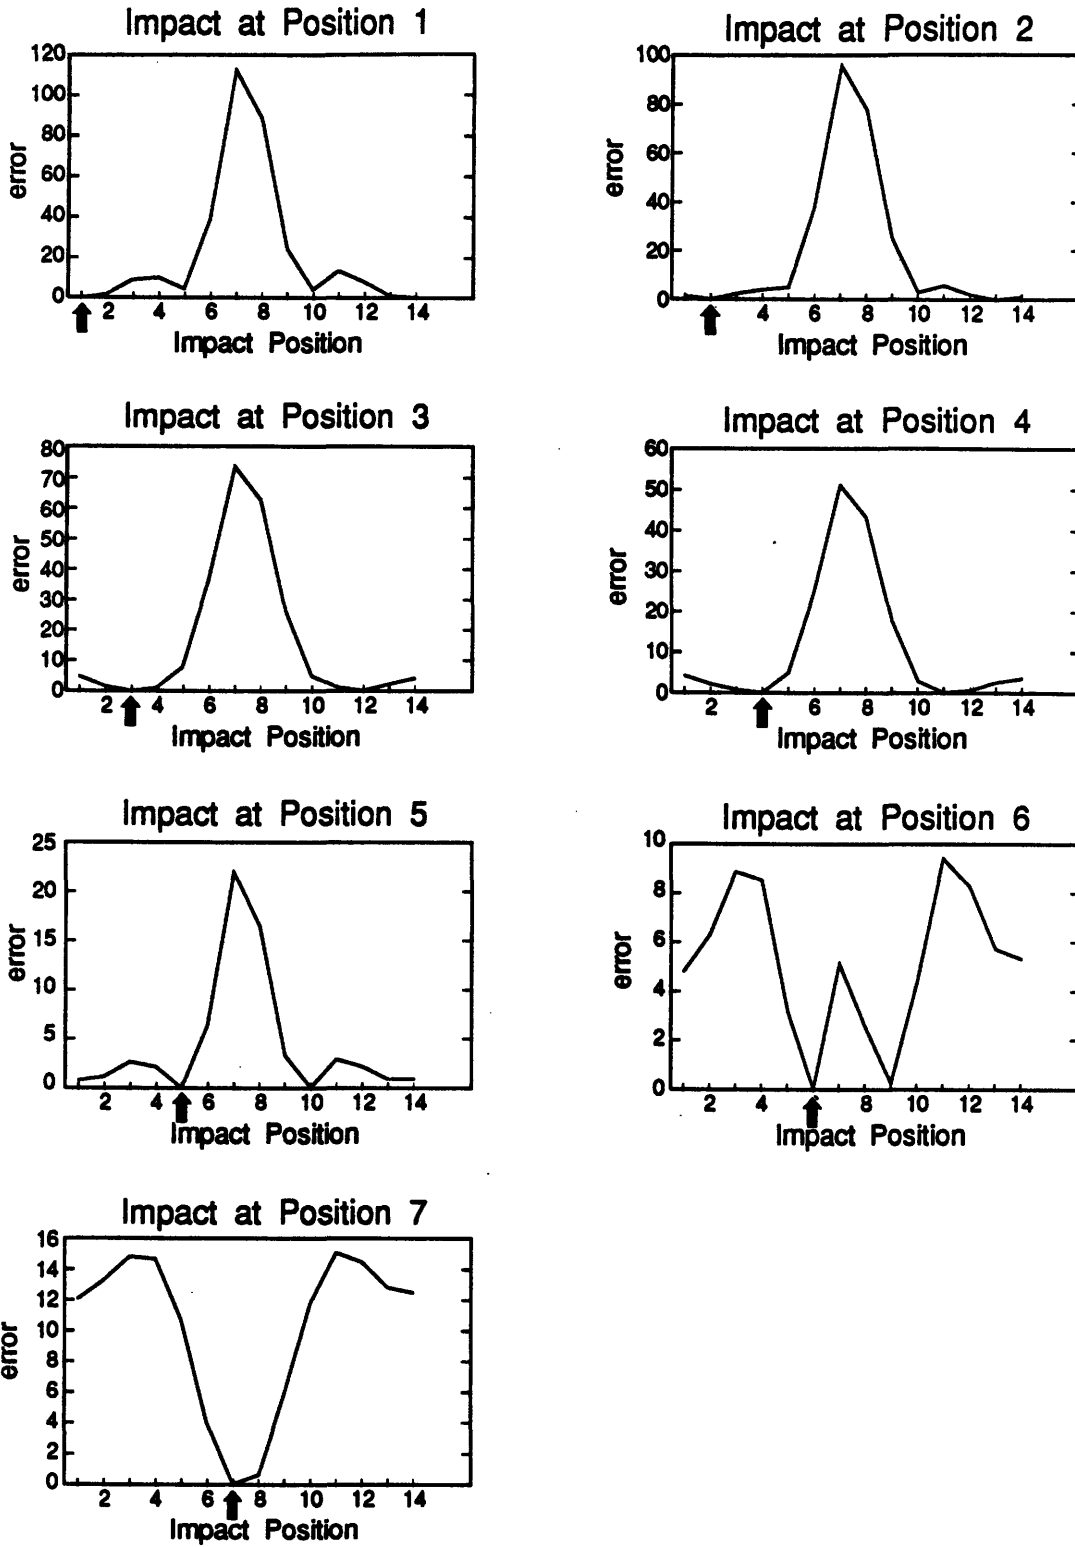 Impact at Position 1
120
100
80
60
40
20
0
error
2 4 6 8 10 12 14
Impact Position
Impact at Position 2
100
80
60
40
20
0
error
2 4 6 8 10 12 14
Impact Position
Impact at Position 3
80
70
60
50
40
30
20
10
0
error
2 4 6 8 10 12 14
Impact Position
Impact at Position 4
60
50
40
30
20
10
0
error
2 4 6 8 10 12 14
Impact Position
Impact at Position 5
25
20
15
10
5
0
error
2 4 6 8 10 12 14
Impact Position
Impact at Position 6
10
8
6
4
2
0
error
2 4 6 8 10 12 14
Impact Position
Impact at Position 7
16
14
12
10
8
6
4
2
0
error
2 4 6 8 10 12 14
Impact Position